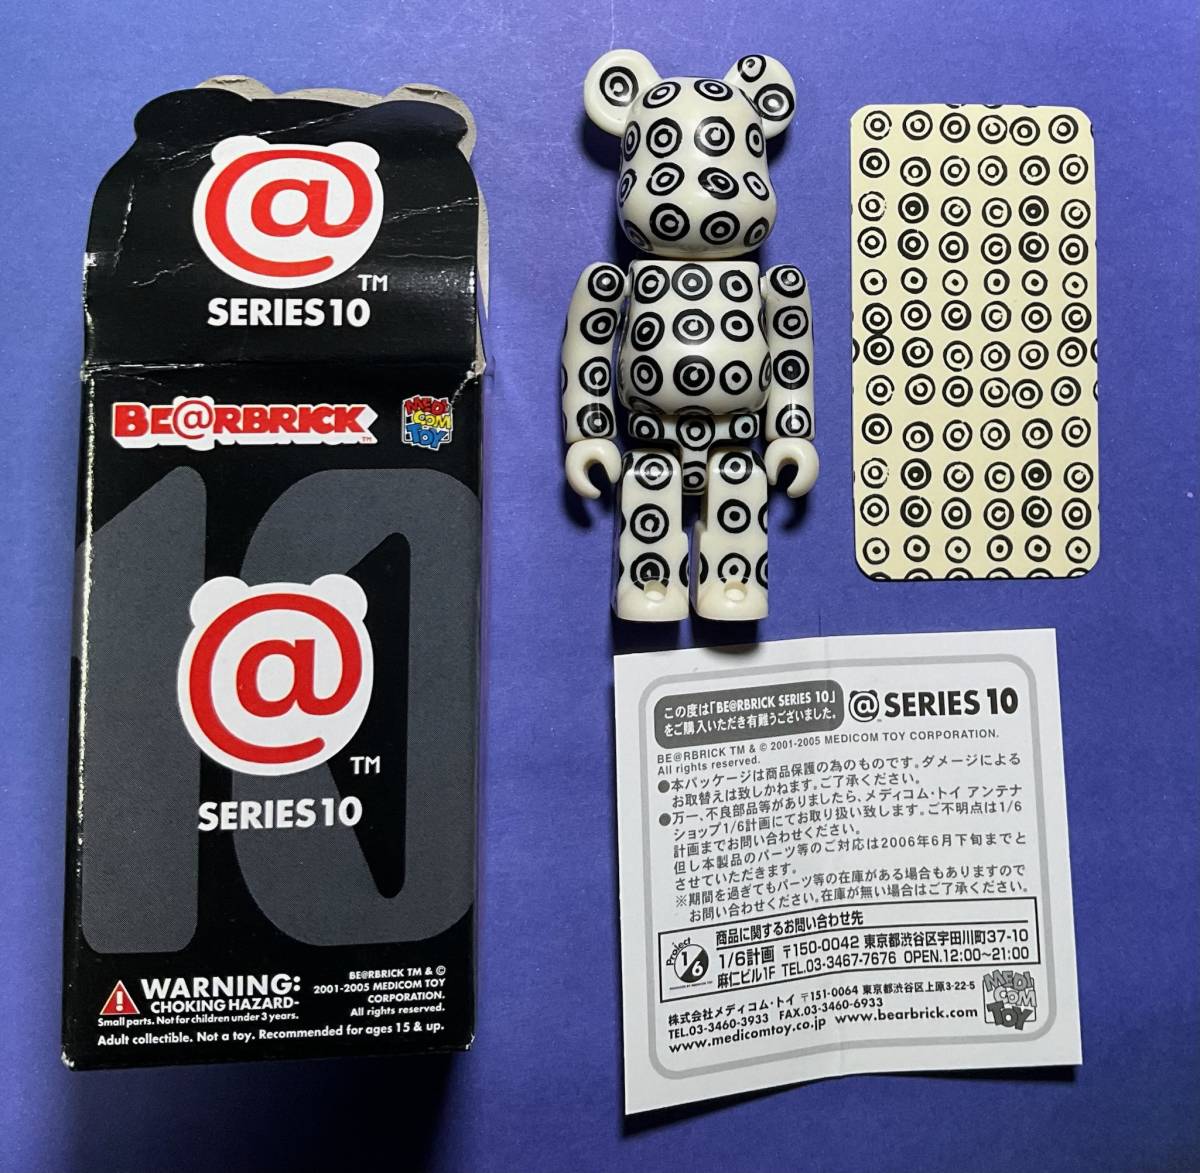 @
TM
SERIES 10
BE@RBRICK
TM
MEDI
COM
TOY
10
@
TM
SERIES 10
WARNING:
CHOKING HAZARD-
Small parts. Not for children under 3 years.
BE@RBRICK TM & ©
2001-2005 MEDICOM TOY
CORPORATION.
All rights reserved.
Adult collectible. Not a toy. Recommended for ages 15 & up.
この度は「BE@RBRICK SERIES 10」
をご購入いただき有難うございました。
@ SERIES 10
BE@RBRICK TM & © 2001-2005 MEDICOM TOY CORPORATION.
All rights reserved.
●本パッケージは商品保護の為のものです。ダメージによる
お取替えは致しかねます。ご了承ください。
●万一、不良部品等がありましたら、メディコム・トイ アンテナ
ショップ1/6計画にてお取り扱い致します。ご不明点は1/6
計画までお問い合わせください。
但し本製品のパーツ等のご対応は2006年6月下旬までと
させていただきます。
※期間を過ぎてもパーツ等の在庫がある場合もありますので
お問い合わせください。在庫が無い場合はご了承ください。
商品に関するお問い合わせ先
Project
1/6
1/6計画 〒150-0042 東京都渋谷区宇田川町37-10
麻仁ビル1F TEL.03-3467-7676 OPEN.12:00~21:00
株式会社メディコム・トイ 〒151-0064 東京都渋谷区上原3-22-5
TEL.03-3460-3933 FAX.03-3460-6933
www.medicomtoy.co.jp www.bearbrick.com
MEDI
COM
TOY